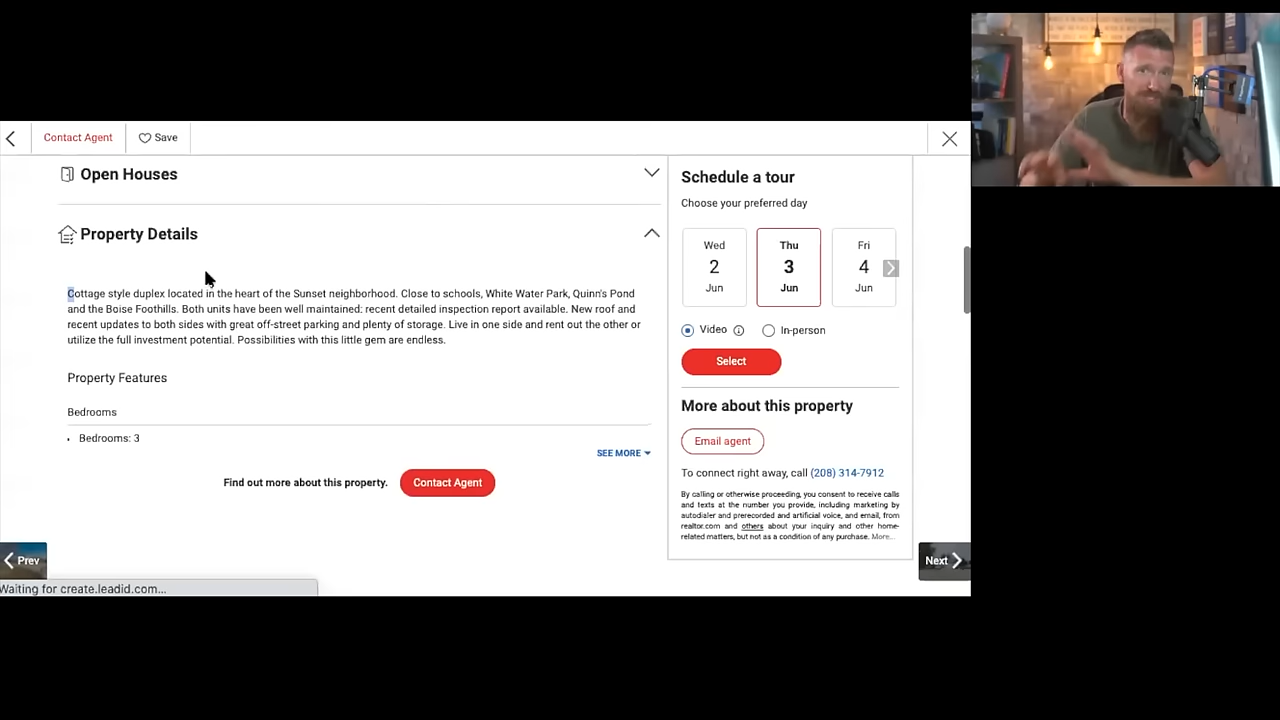 Contact Agent
Save
Open Houses
Property Details
Cottage style duplex located in the heart of the Sunset neighborhood. Close to schools, White Water Park, Quinn's Pond
and the Boise Foothills. Both units have been well maintained: recent detailed inspection report available. New roof and
recent updates to both sides with great off-street parking and plenty of storage. Live in one side and rent out the other or
utilize the full investment potential. Possibilities with this little gem are endless.
Property Features
Bedrooms
• Bedrooms: 3
SEE MORE
Find out more about this property.
Contact Agent
Schedule a tour
Choose your preferred day
Wed
2
Jun
Thu
3
Jun
Fri
4
Jun
Video
In-person
Select
More about this property
Email agent
To connect right away, call (208) 314-7912
By calling or otherwise proceeding, you consent to receive calls
and texts at the number you provide, including marketing by
autodialer and prerecorded and artificial voice, and email, from
realtor.com and others about your inquiry and other home-
related matters, but not as a condition of any purchase. More...
Prev
Next
Waiting for create.leadid.com...